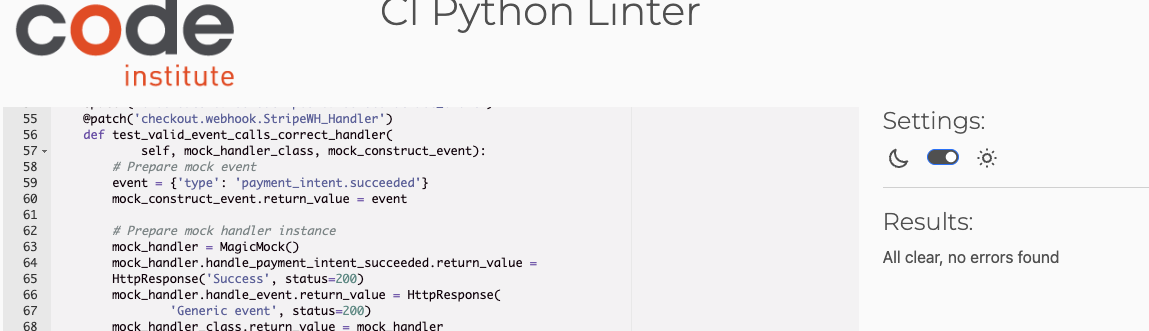 code
institute
CI Python Linter
55 @patch('checkout.webhook.StripeWH_Handler')
56 def test_valid_event_calls_correct_handler(
57 self, mock_handler_class, mock_construct_event):
58 # Prepare mock event
59 event = {'type': 'payment_intent.succeeded'}
60 mock_construct_event.return_value = event
61
62 # Prepare mock handler instance
63 mock_handler = MagicMock()
64 mock_handler.handle_payment_intent_succeeded.return_value =
65 HttpResponse('Success', status=200)
66 mock_handler.handle_event.return_value = HttpResponse(
67 'Generic event', status=200)
68 mock_handler_class.return_value = mock_handler
Settings:
Results:
All clear, no errors found